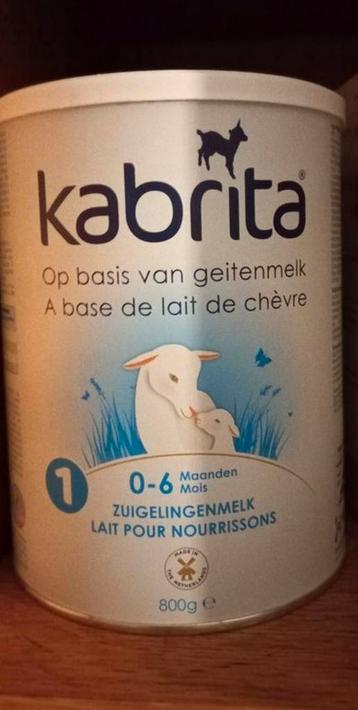 kabrita®
Op basis van geitenmelk
A base de lait de chèvre
1
0-6 Maanden
Mois
ZUIGELINGENMELK
LAIT POUR NOURRISSONS
MADE IN
THE NETHERLANDS
800g e